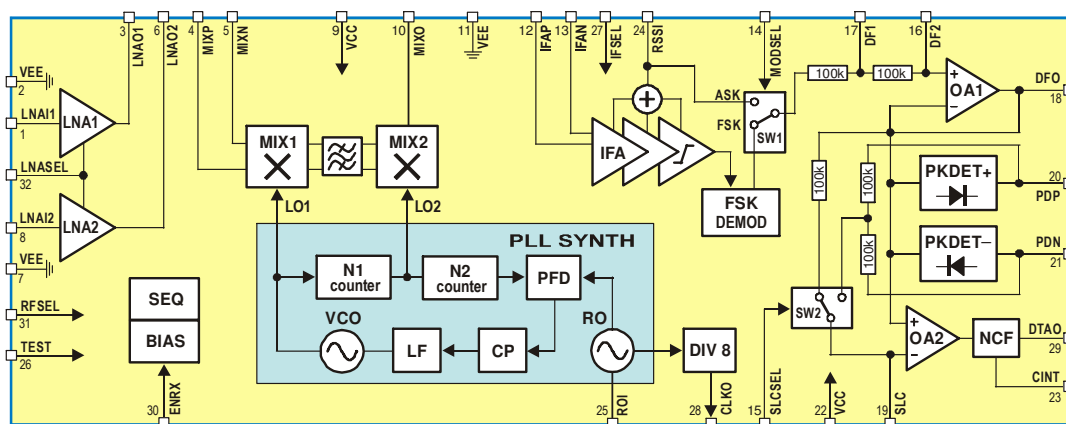 3 LNAO1
6 LNAO2
4 MIXP
5 MIXN
9 VCC
10 MIXO
11 VEE
12 IFAP
13 IFAN
27 IFSEL
24 RSSI
14 MODSEL
17 DF1
16 DF2
VEE
2
LNAI1
1
LNASEL
32
LNAI2
8
VEE
7
RFSEL
31
TEST
26
LNA1
LNA2
SEQ
BIAS
30 ENRX
MIX1
MIX2
LO1
LO2
PLL SYNTH
N1
counter
N2
counter
PFD
VCO
LF
CP
RO
25 ROI
DIV 8
28 CLKO
IFA
+
ASK
FSK
SW1
FSK
DEMOD
100k
100k
+
−
OA1
DFO
18
100k
100k
100k
PKDET+
20
PDP
PKDET−
PDN
21
SW2
+
−
OA2
NCF
DTAO
29
CINT
23
15 SLCSEL
22 VCC
19 SLC